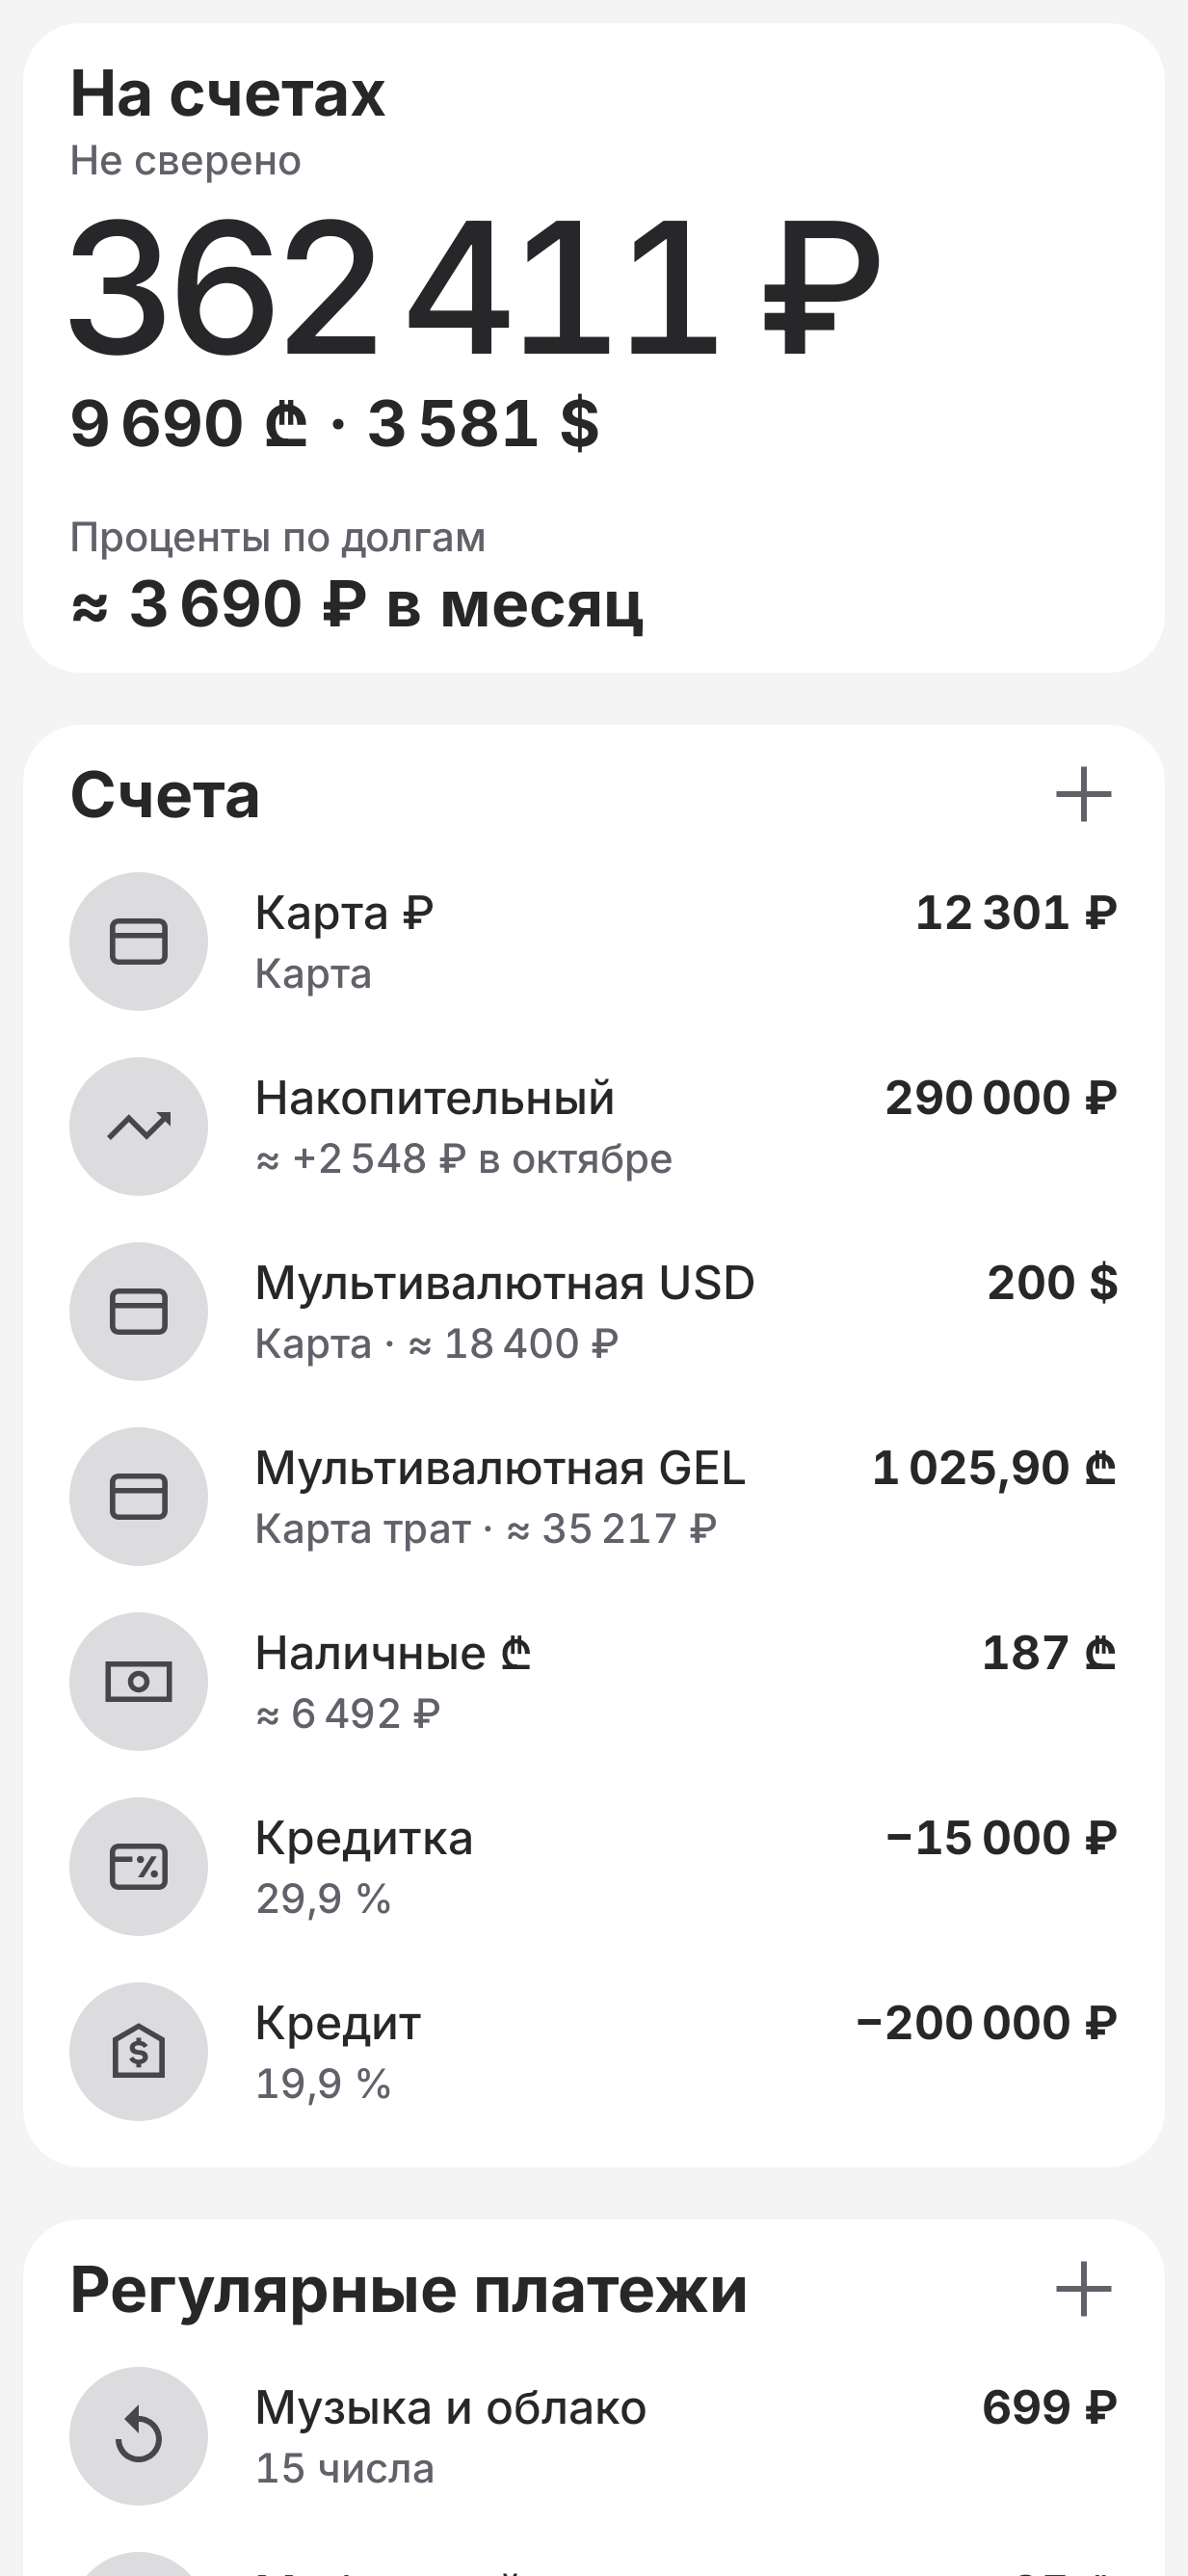 На счетах
Не сверено
362 411 ₽
9 690 ₾ · 3 581 $
Проценты по долгам
≈ 3 690 ₽ в месяц
Счета
Карта ₽ 12 301 ₽
Карта
Накопительный 290 000 ₽
≈ +2 548 ₽ в октябре
Мультивалютная USD 200 $
Карта · ≈ 18 400 ₽
Мультивалютная GEL 1 025,90 ₾
Карта трат · ≈ 35 217 ₽
Наличные ₾ 187 ₾
≈ 6 492 ₽
Кредитка −15 000 ₽
29,9 %
Кредит −200 000 ₽
19,9 %
Регулярные платежи
Музыка и облако 699 ₽
15 числа